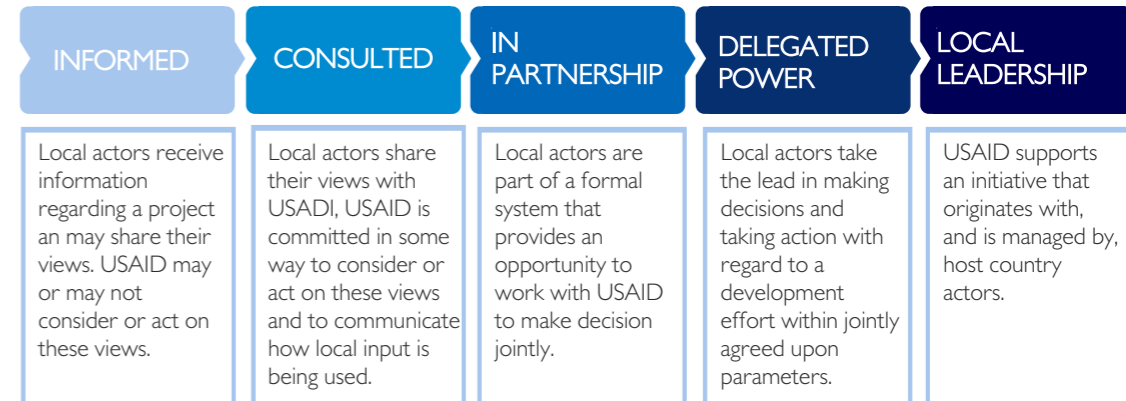 INFORMED
CONSULTED
IN
PARTNERSHIP
DELEGATED
POWER
LOCAL
LEADERSHIP
Local actors receive
information
regarding a project
an may share their
views. USAID may
or may not
consider or act on
these views.
Local actors share
their views with
USADI, USAID is
committed in some
way to consider or
act on these views
and to communicate
how local input is
being used.
Local actors are
part of a formal
system that
provides an
opportunity to
work with USAID
to make decision
jointly.
Local actors take
the lead in making
decisions and
taking action with
regard to a
development
effort within jointly
agreed upon
parameters.
USAID supports
an initiative that
originates with,
and is managed by,
host country
actors.